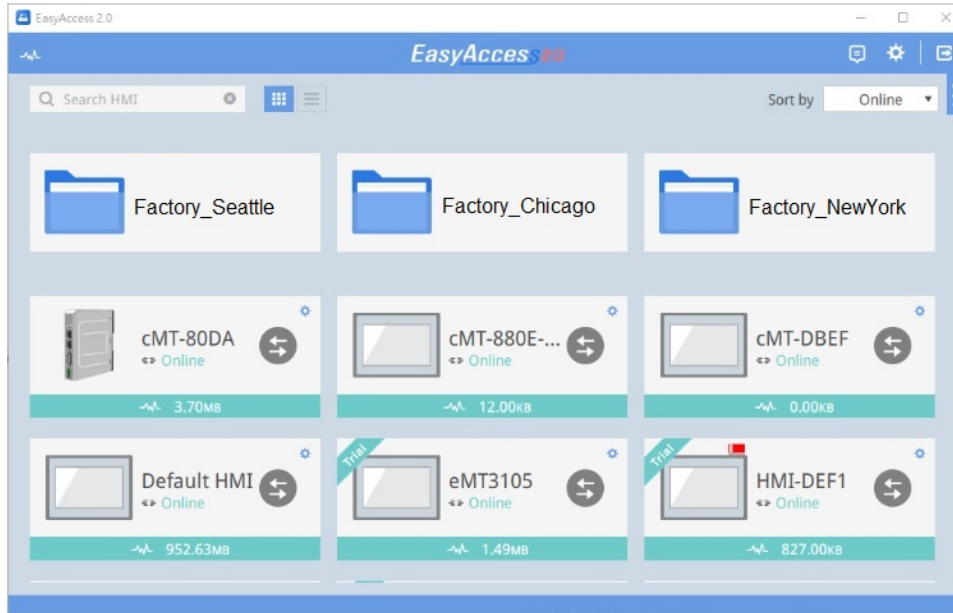 EasyAccess 2.0
EasyAccess 2.0
Search HMI
Sort by Online
Factory_Seattle
Factory_Chicago
Factory_NewYork
cMT-80DA
Online
3.70MB
cMT-880E-...
Online
12.00KB
cMT-DBEF
Online
0.00KB
Default HMI
Online
952.63MB
Trial
eMT3105
Online
1.49MB
Trial
HMI-DEF1
Online
827.00KB